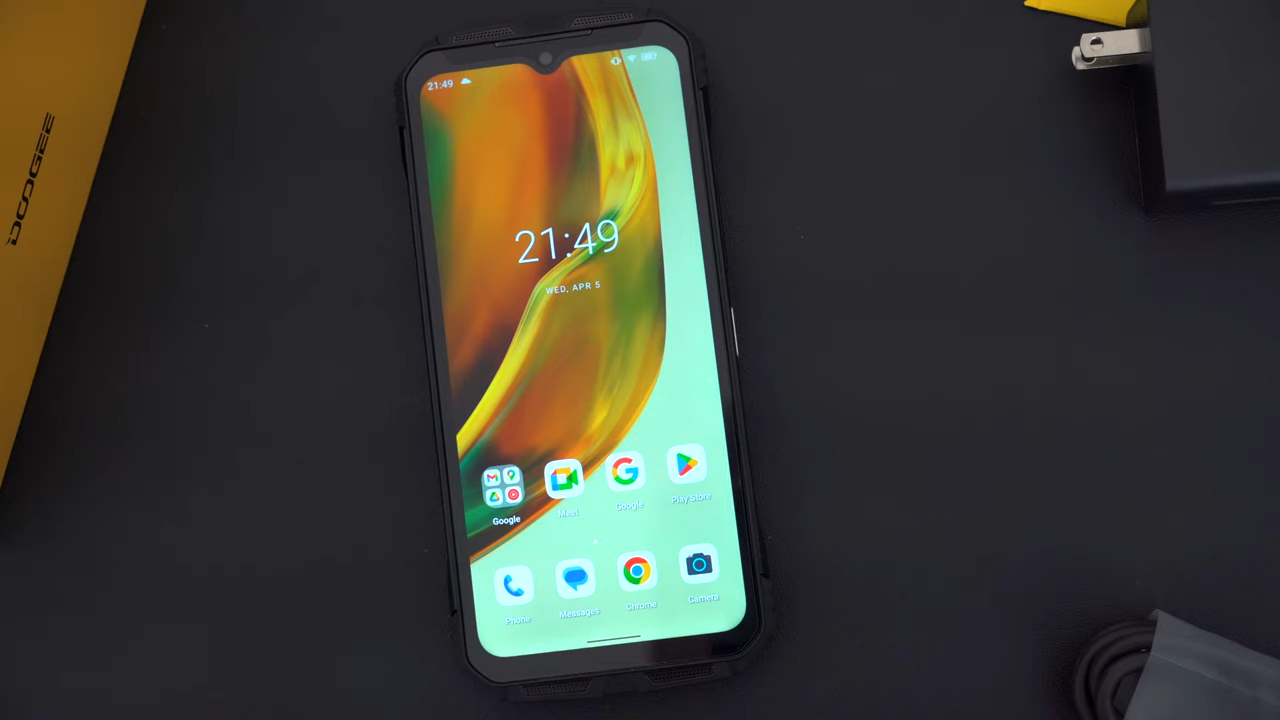 DOOGEE
21:49
21:49
WED, APR 5
Google
Meet
Google
Play Store
Phone
Messages
Chrome
Camera